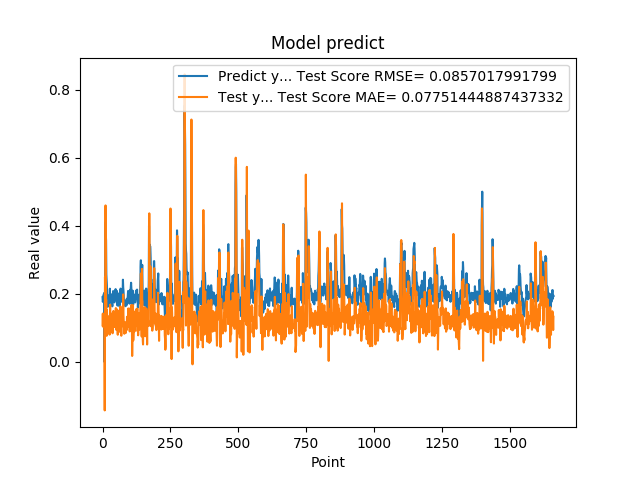 Model predict
Predict y... Test Score RMSE= 0.0857017991799
Test y... Test Score MAE= 0.07751444887437332
Real value
0.8
0.6
0.4
0.2
0.0
0 250 500 750 1000 1250 1500
Point